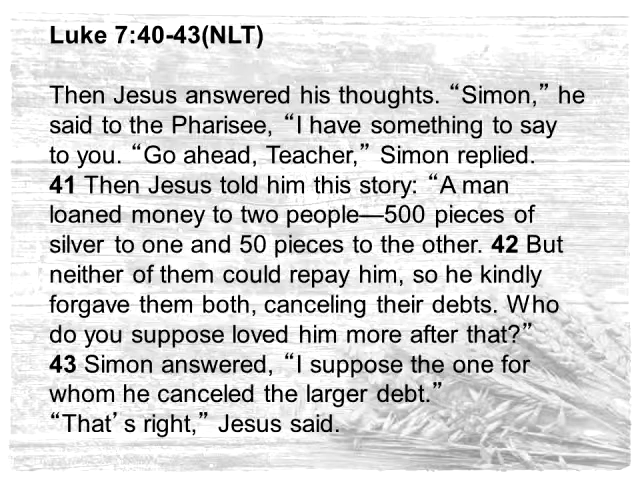 Luke 7:40-43(NLT)
Then Jesus answered his thoughts. “Simon,” he
said to the Pharisee, “I have something to say
to you. “Go ahead, Teacher,” Simon replied.
41 Then Jesus told him this story: “A man
loaned money to two people—500 pieces of
silver to one and 50 pieces to the other. 42 But
neither of them could repay him, so he kindly
forgave them both, canceling their debts. Who
do you suppose loved him more after that?”
43 Simon answered, “I suppose the one for
whom he canceled the larger debt.”
“That’s right,” Jesus said.